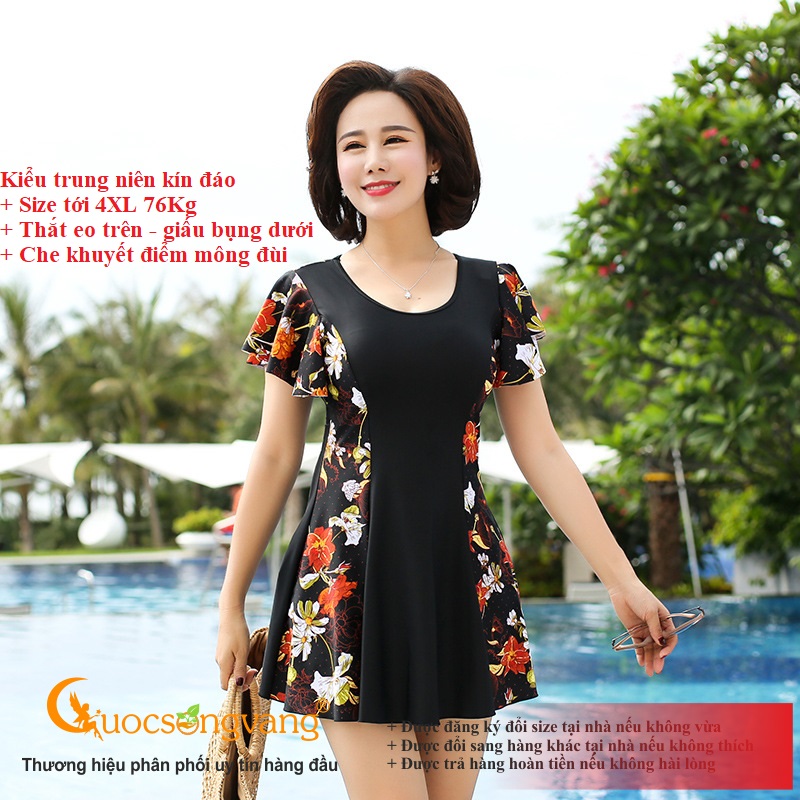 Kiểu trung niên kín đáo
+ Size tới 4XL 76Kg
+ Thắt eo trên - giấu bụng dưới
+ Che khuyết điểm mông đùi
Cuocsongvang
Thương hiệu phân phối uy tín hàng đầu
+ Được đăng ký đổi size tại nhà nếu không vừa
+ Được đổi sang hàng khác tại nhà nếu không thích
+ Được trả hàng hoàn tiền nếu không hài lòng